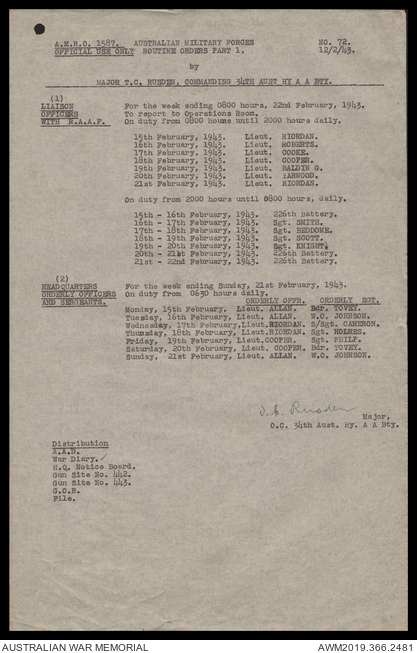 A.M.R.O. 1587. AUSTRALIAN MILITARY FORCES NO. 72.
OFFICIAL USE ONLY ROUTINE ORDERS PART 1. 12/2/43.
by
MAJOR T.C. RUSDEN, COMMANDING 34TH AUST HY A A BTY.
(1)
LIAISON For the week ending 0800 hours, 22nd February, 1943.
OFFICERS To report to Operations Room.
WITH R.A.A.F. On duty from 0800 hours until 2000 hours daily.
15th February, 1943. Lieut. RIORDAN.
16th February, 1943. Lieut. ROBERTS.
17th February, 1943. Lieut. COOKE.
18th February, 1943. Lieut. COOPER.
19th February, 1943. Lieut. BALDIN G.
20th February, 1943. Lieut. YARWOOD.
21st February, 1943. Lieut. RIORDAN.
On duty from 2000 hours until 0800 hours, daily.
15th - 16th February, 1943. 226th Battery.
16th - 17th February, 1943. Sgt. SMITH.
17th - 18th February, 1943. Sgt. BEDDOME.
18th - 19th February, 1943. Sgt. SCOTT.
19th - 20th February, 1943. Sgt. KNIGHT.
20th - 21st February, 1943. 226th Battery.
21st - 22nd February, 1943. 226th Battery.
(2)
HEADQUARTERS For the week ending Sunday, 21st February, 1943.
ORDERLY OFFICERS On duty from 0630 hours daily.
AND SERGEANTS. ORDERLY OFFR. ORDERLY SGT.
Monday, 15th February, Lieut. ALLAN. Bdr. TOVEY.
Tuesday, 16th February, Lieut. ALLAN. W.O. JOHNSON.
Wednesday, 17th February, Lieut.RIORDAN. S/Sgt. CAMERON.
Thursday, 18th February, Lieut.RIORDAN. Sgt. HOLMES.
Friday, 19th February, Lieut.COOPER. Sgt. PHILP.
Saturday, 20th February, Lieut. COOPER. Bdr. TOVEY.
Sunday, 21st February, Lieut. ALLAN. W.O. JOHNSON.
T.C. Rusden
Major,
O.C. 34th Aust. Hy. A A Bty.
Distribution
A.A.D.
War Diary.
H.Q. Notice Board.
Gun Site No. 442.
Gun Site No. 443.
G.O.R.
File.
AUSTRALIAN WAR MEMORIAL AWM2019.366.2481